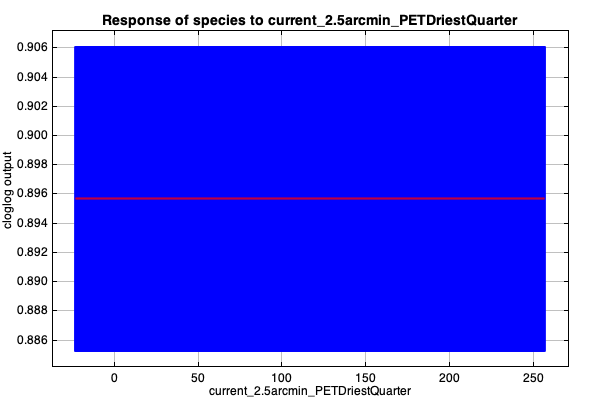 Response of species to current_2.5arcmin_PETDriestQuarter
0.906
0.904
0.902
0.900
0.898
0.896
0.894
0.892
0.890
0.888
0.886
cloglog output
0 50 100 150 200 250
current_2.5arcmin_PETDriestQuarter